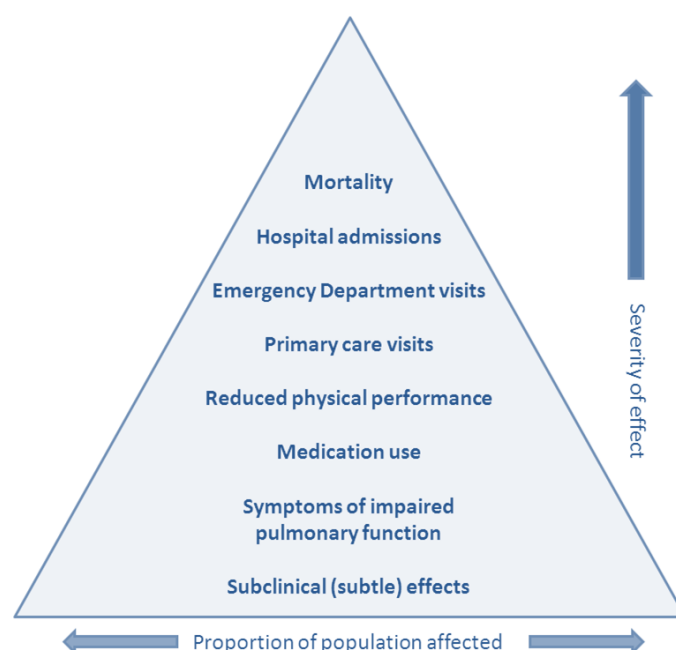 Mortality
Hospital admissions
Emergency Department visits
Primary care visits
Reduced physical performance
Medication use
Symptoms of impaired
pulmonary function
Subclinical (subtle) effects
Severity of effect
Proportion of population affected